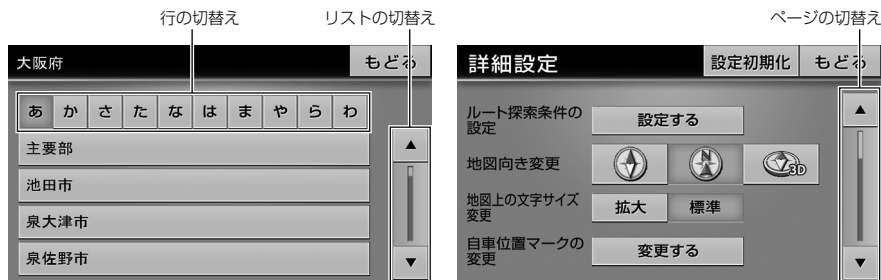 行の切替え
リストの切替え
ページの切替え
大阪府
もどる
あ か さ た な は ま や ら わ
主要部
池田市
泉大津市
泉佐野市
詳細設定
設定初期化
もどる
ルート探索条件の
設定
設定する
地図向き変更
N
3D
地図上の文字サイズ
変更
拡大
標準
自車位置マークの
変更
変更する